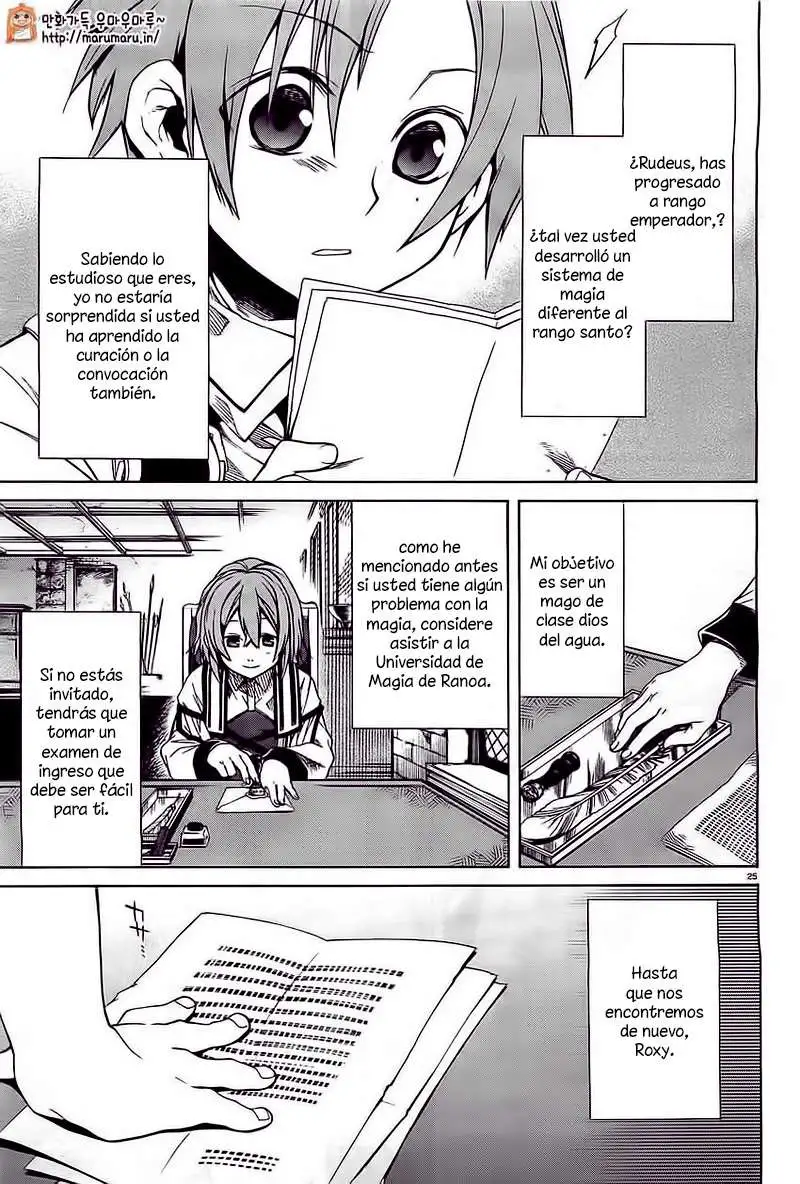 만화가득 우마우마루~
http://marumaru.in/
¿Rudeus, has
progresado
a rango
emperador,?
¿tal vez usted
desarrolló un
sistema de
magia
diferente al
rango santo?
Sabiendo lo
estudioso que eres,
yo no estaría
sorprendida si usted
ha aprendido la
curación o la
convocación
también.
Mi objetivo
es ser un
mago de
clase dios
del agua.
como he
mencionado antes
si usted tiene algún
problema con la
magia, considere
asistir a la
Universidad de
Magia de Ranoa.
Si no estás
invitado,
tendrás que
tomar un
examen de
ingreso que
debe ser fácil
para ti.
25
Hasta
que nos
encontremos
de nuevo,
Roxy.